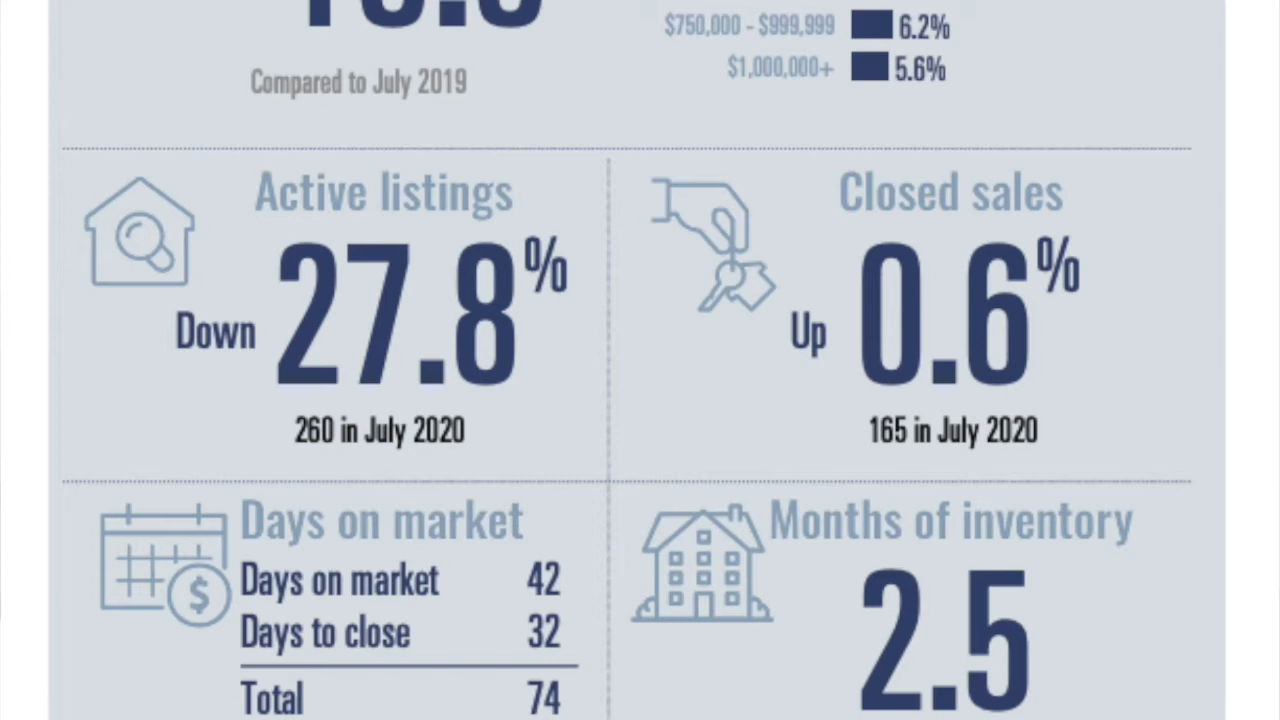 $750,000 - $999,999 6.2%
Compared to July 2019
$1,000,000+ 5.6%
Active listings
Down 27.8%
260 in July 2020
Closed sales
Up 0.6%
165 in July 2020
Days on market
Days on market 42
Days to close 32
Total 74
$
Months of inventory
2.5